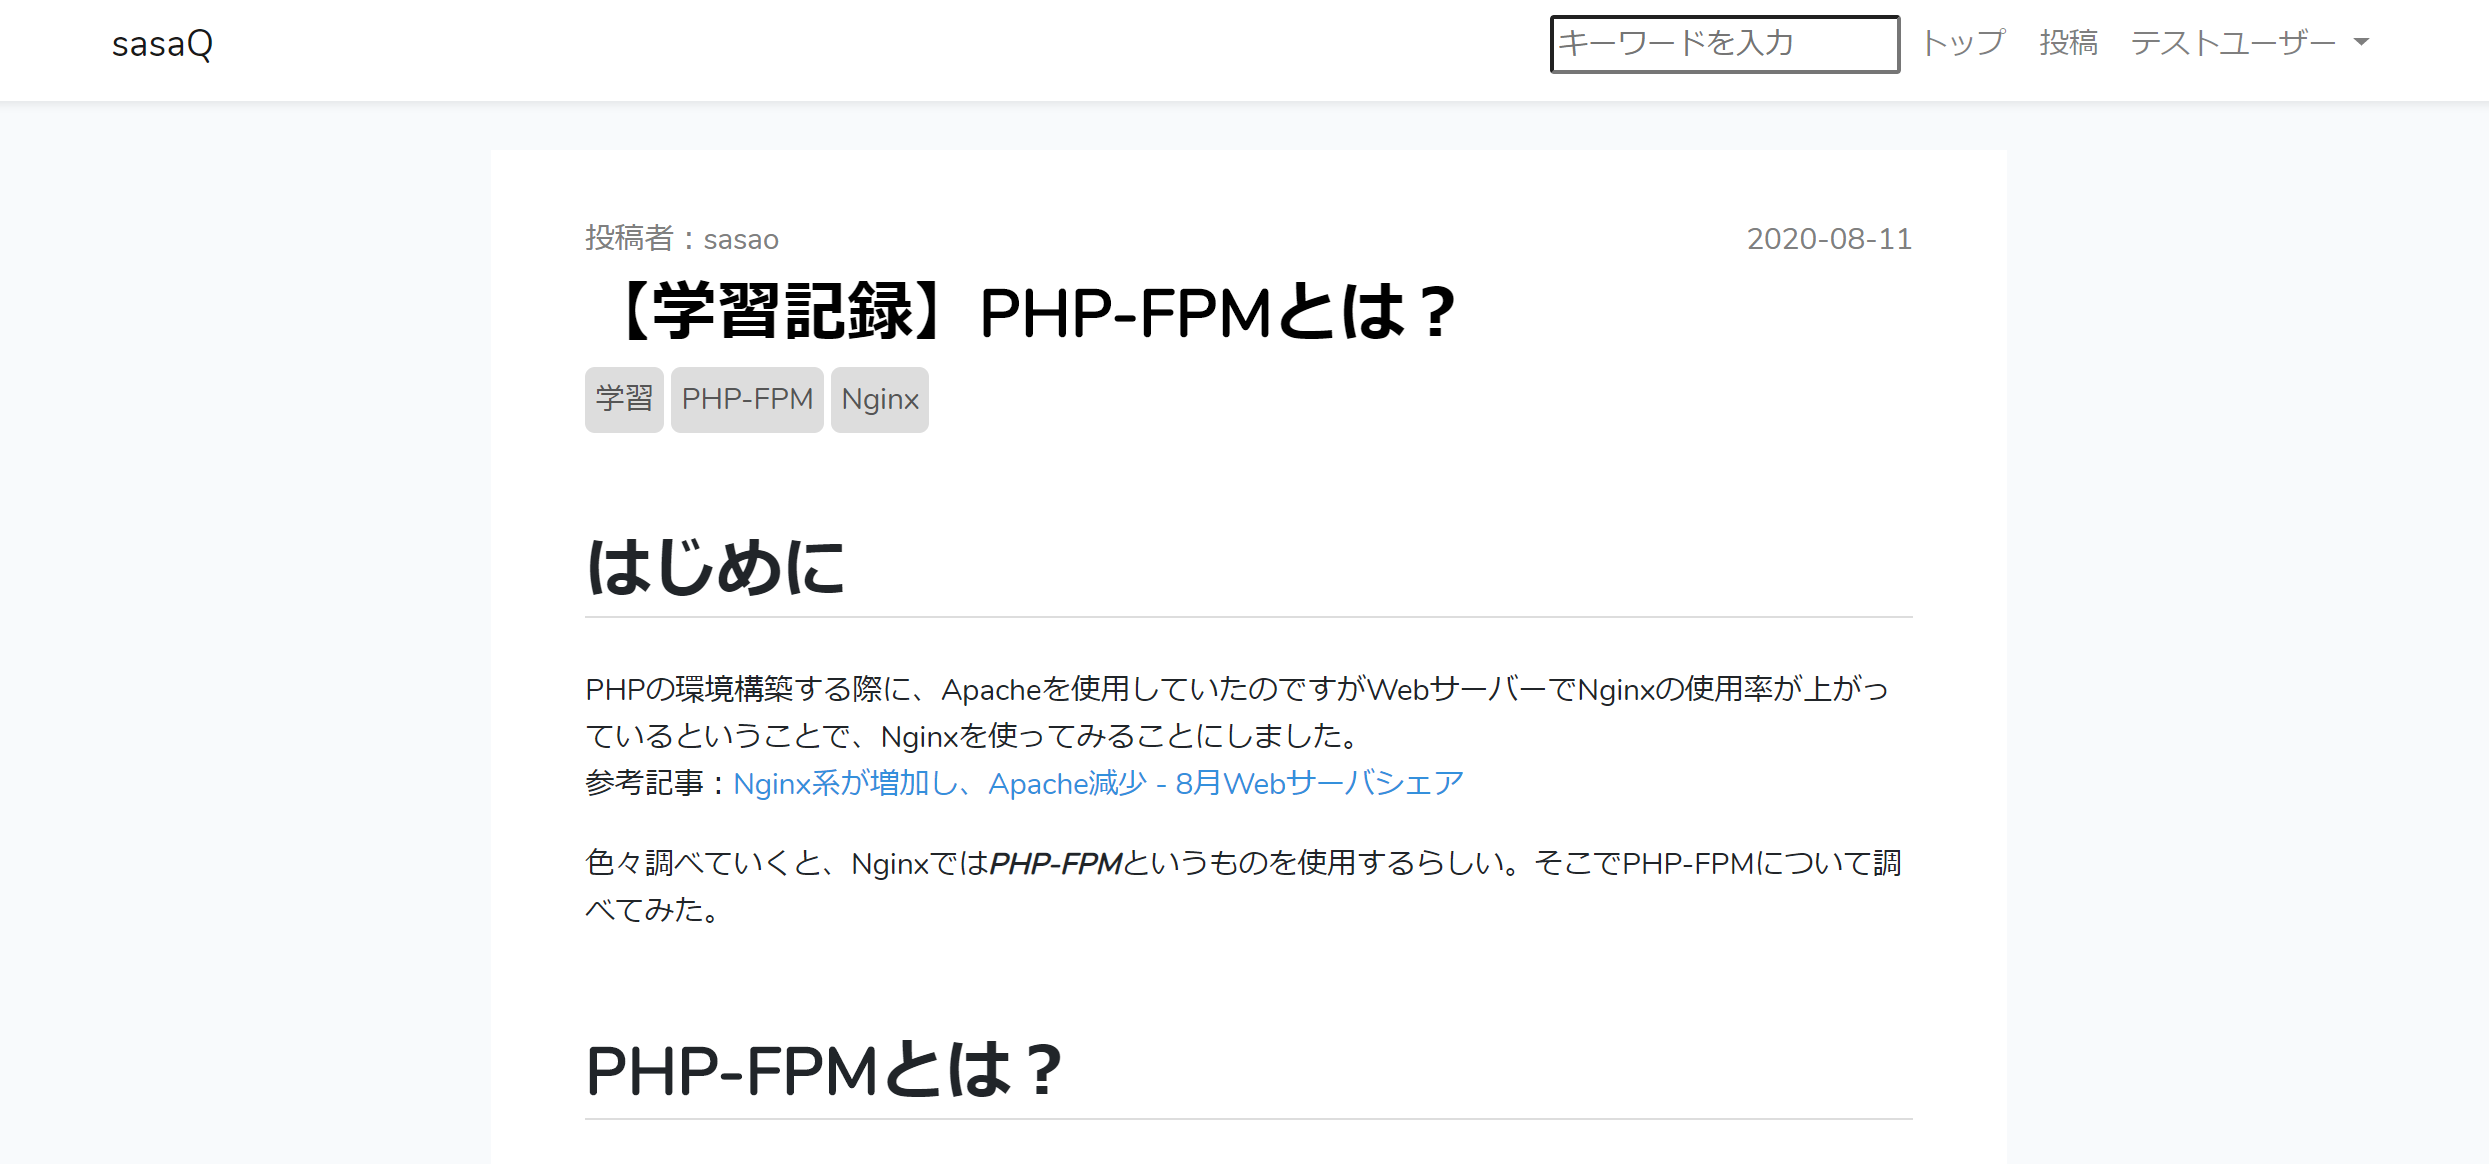 sasaQ
キーワードを入力 トップ 投稿 テストユーザー
投稿者：sasao 2020-08-11
【学習記録】PHP-FPMとは？
学習 PHP-FPM Nginx
はじめに
PHPの環境構築する際に、Apacheを使用していたのですがWebサーバーでNginxの使用率が上がっ
ているということで、Nginxを使ってみることにしました。
参考記事：Nginx系が増加し、Apache減少 - 8月Webサーバシェア
色々調べていくと、NginxではPHP-FPMというものを使用するらしい。そこでPHP-FPMについて調
べてみた。
PHP-FPMとは？